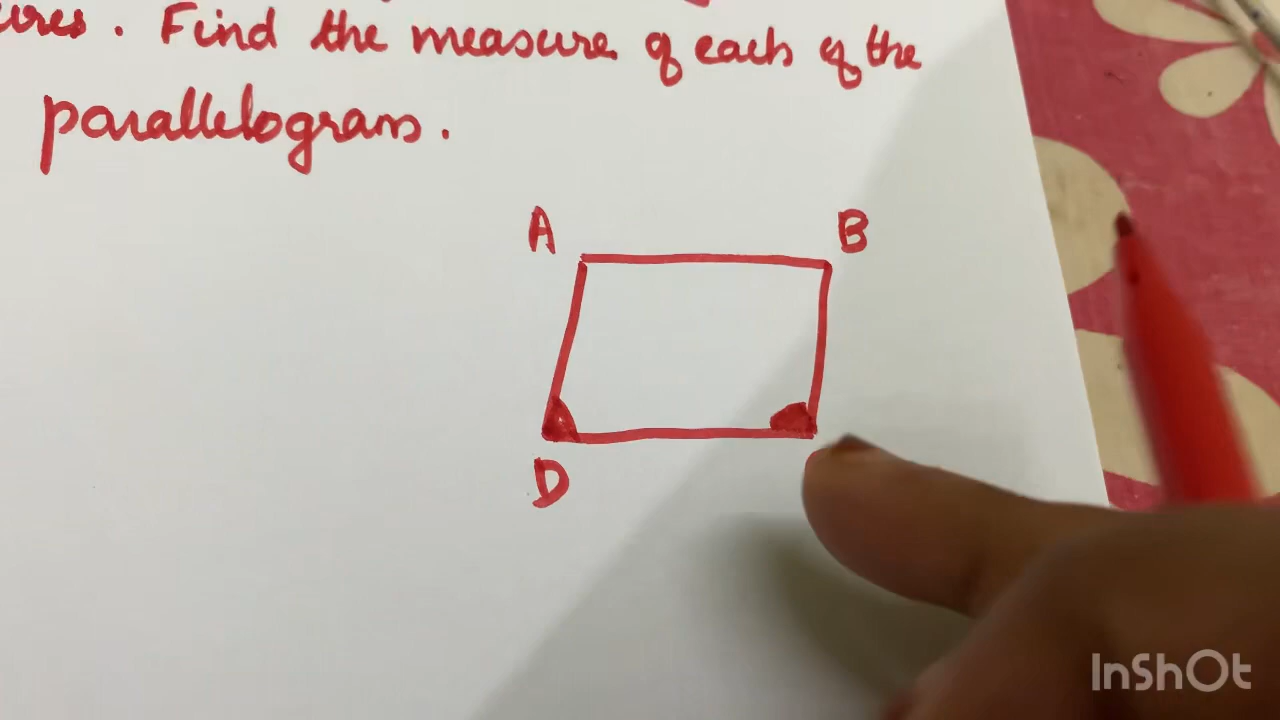 . Find the measure of each of the
parallelogram.
A
B
D
InShOt